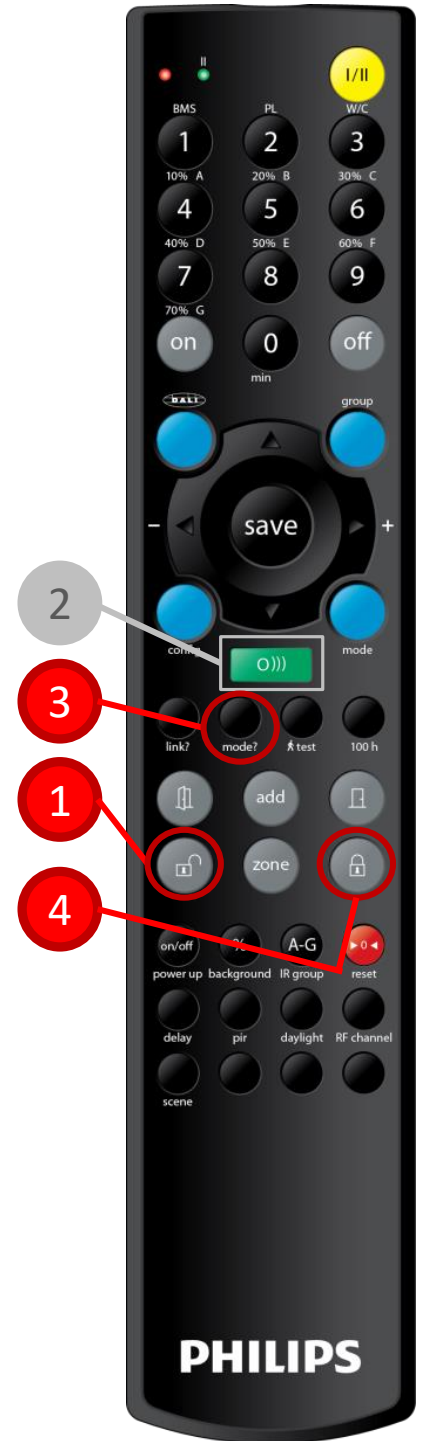 II
I/II
BMS PL W/C
1 2 3
10% A 20% B 30% C
4 5 6
40% D 50% E 60% F
7 8 9
70% G
on 0 off
min
DALI group
- save +
config mode
2
O)))
3
link? mode? test 100 h
1
add
zone
4
on/off % A-G ▶0◀
power up background IR group reset
delay pir daylight RF channel
scene
PHILIPS